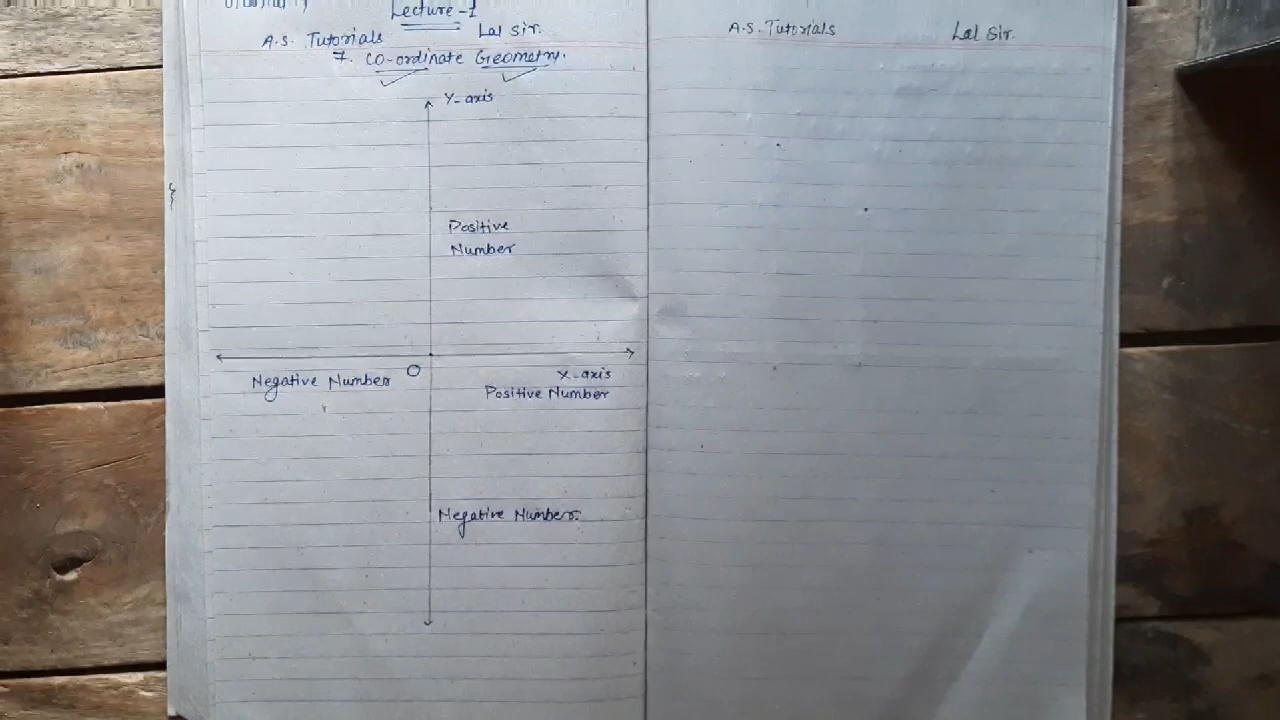 Lecture-1
A.S. Tutorials Lal Sir.
7. Co-ordinate Geometry.
Y-axis
Positive
Number
O
X-axis
Negative Number
Positive Number
Negative Numbers.
A.S. Tutorials Lal Sir.